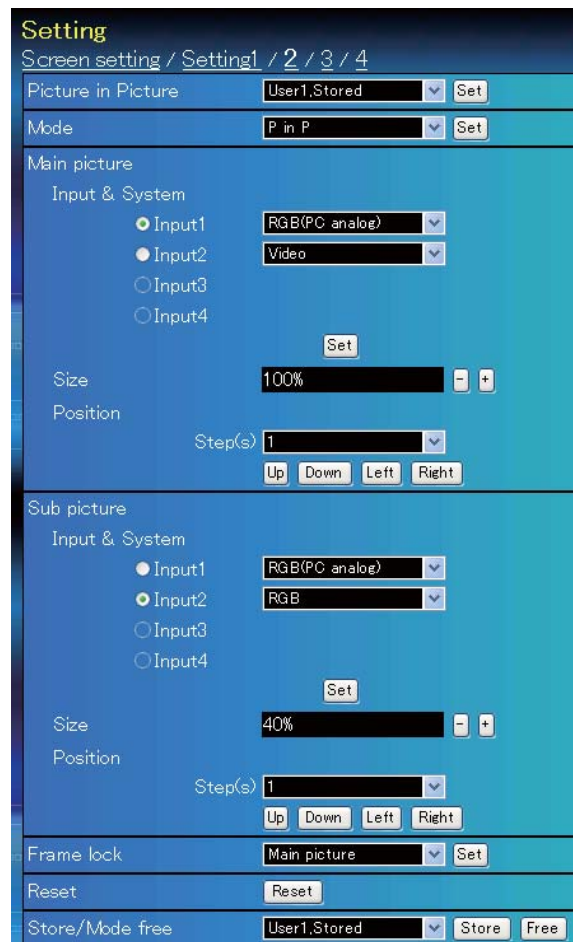 Setting
Screen setting / Setting1 / 2 / 3 / 4
Picture in Picture User1,Stored Set
Mode P in P Set
Main picture
Input & System
Input1 RGB(PC analog)
Input2 Video
Input3
Input4
Set
Size 100% - +
Position
Step(s) 1
Up Down Left Right
Sub picture
Input & System
Input1 RGB(PC analog)
Input2 RGB
Input3
Input4
Set
Size 40% - +
Position
Step(s) 1
Up Down Left Right
Frame lock Main picture Set
Reset Reset
Store/Mode free User1,Stored Store Free